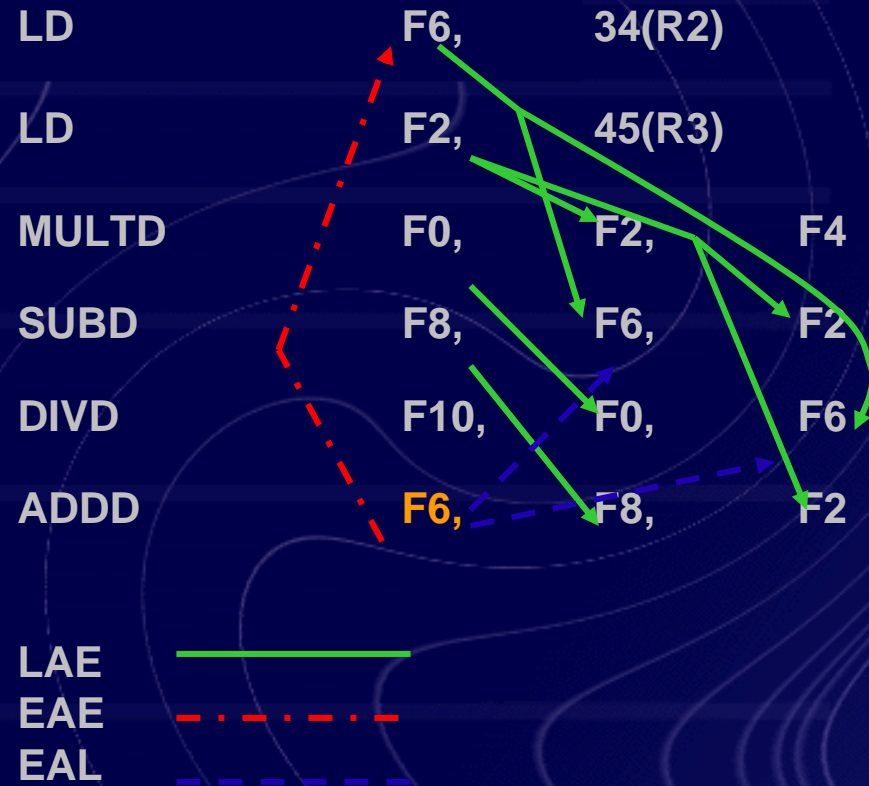 LD F6, 34(R2)
LD F2, 45(R3)
MULTD F0, F2, F4
SUBD F8, F6, F2
DIVD F10, F0, F6
ADDD F6, F8, F2
LAE
EAE
EAL